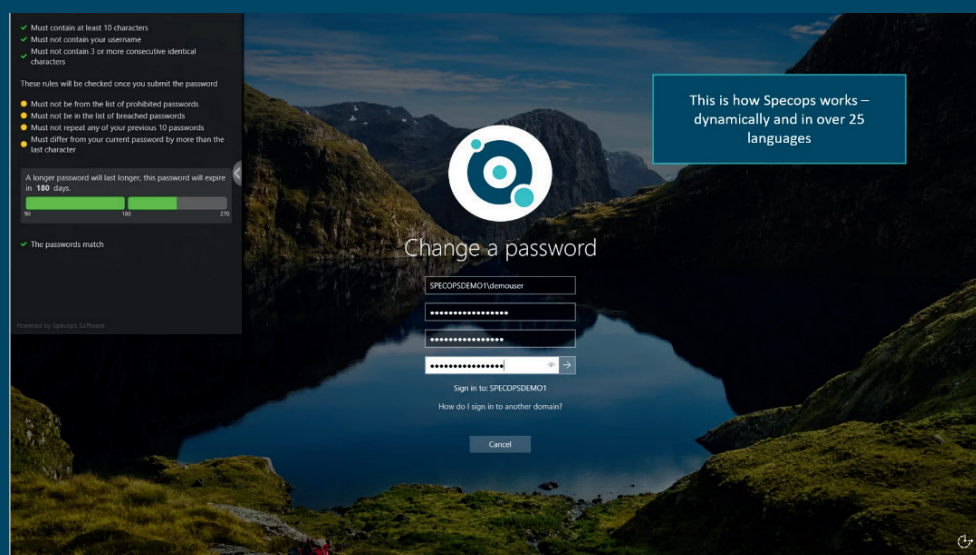 Must contain at least 10 characters
Must not contain your username
Must not contain 3 or more consecutive identical
characters
These rules will be checked once you submit the password
Must not be from the list of prohibited passwords
Must not be in the list of breached passwords
Must not repeat any of your previous 10 passwords
Must differ from your current password by more than the
last character
A longer password will last longer, this password will expire
in 180 days.
90 180 270
The passwords match
Powered by Specops Software
This is how Specops works –
dynamically and in over 25
languages
Change a password
SPECOPSDEMO1\demouser
Sign in to: SPECOPSDEMO1
How do I sign in to another domain?
Cancel